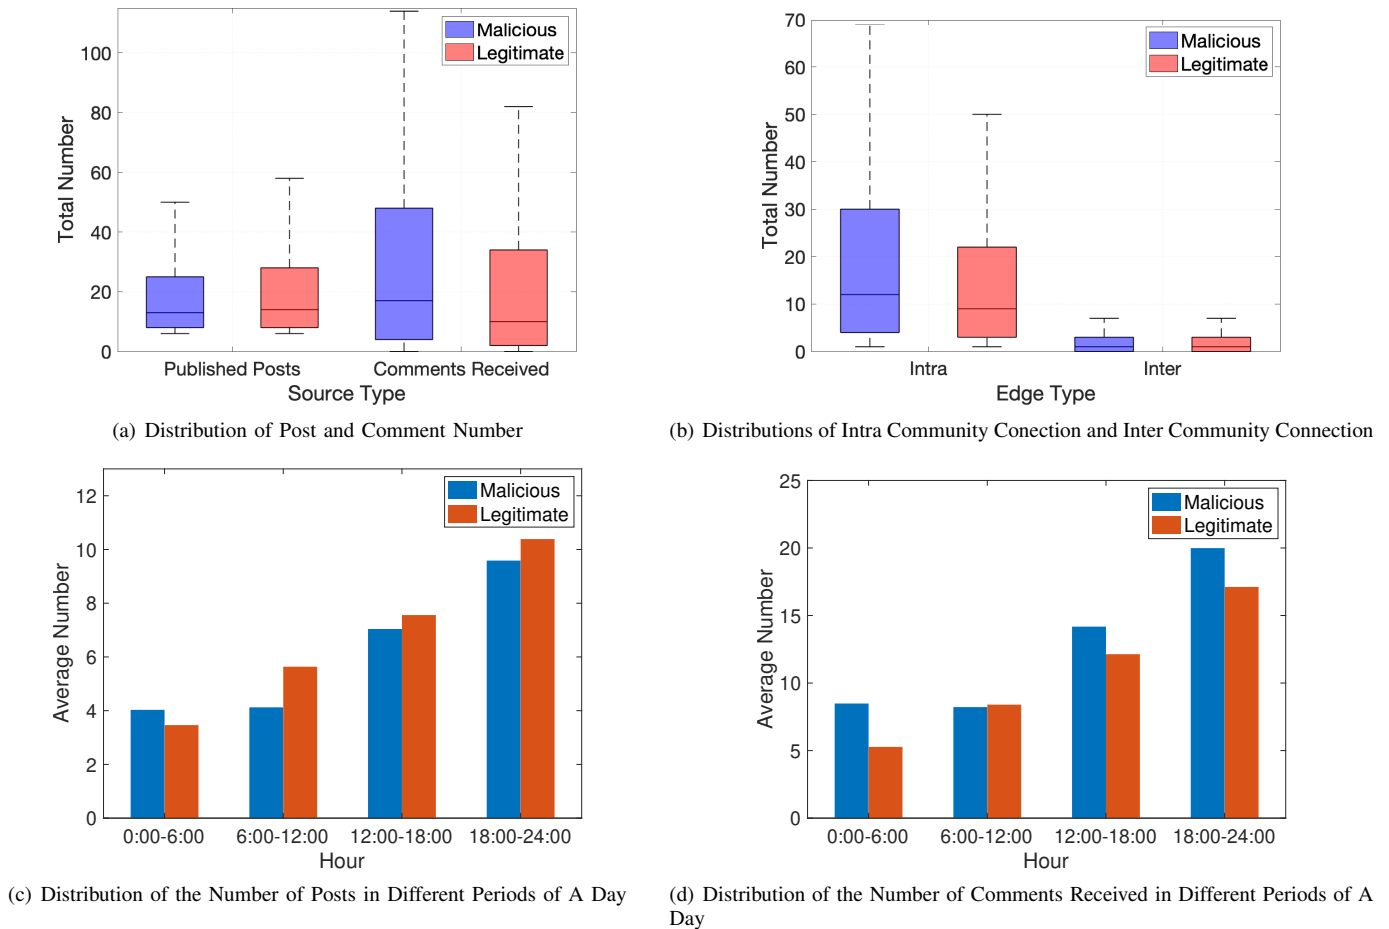 Malicious
Legitimate
100
80
60
40
20
0
Total Number
Published Posts
Comments Received
Source Type
(a) Distribution of Post and Comment Number
Malicious
Legitimate
70
60
50
40
30
20
10
0
Total Number
Intra
Inter
Edge Type
(b) Distributions of Intra Community Conection and Inter Community Connection
Malicious
Legitimate
12
10
8
6
4
2
0
Average Number
0:00-6:00
6:00-12:00
12:00-18:00
18:00-24:00
Hour
(c) Distribution of the Number of Posts in Different Periods of A Day
Malicious
Legitimate
25
20
15
10
5
0
Average Number
0:00-6:00
6:00-12:00
12:00-18:00
18:00-24:00
Hour
(d) Distribution of the Number of Comments Received in Different Periods of A
Day